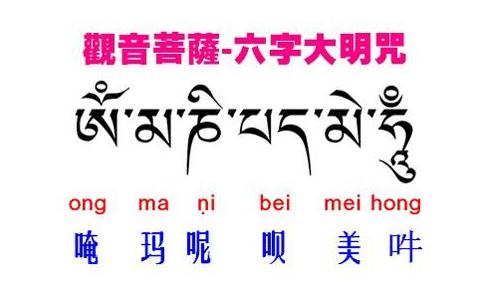 觀音菩薩-六字大明咒
ཨོཾ་མ་ཎི་པད་མེ་ཧཱུྃ
ong ma ṇi bei mei hong
唵 玛 呢 呗 美 吽